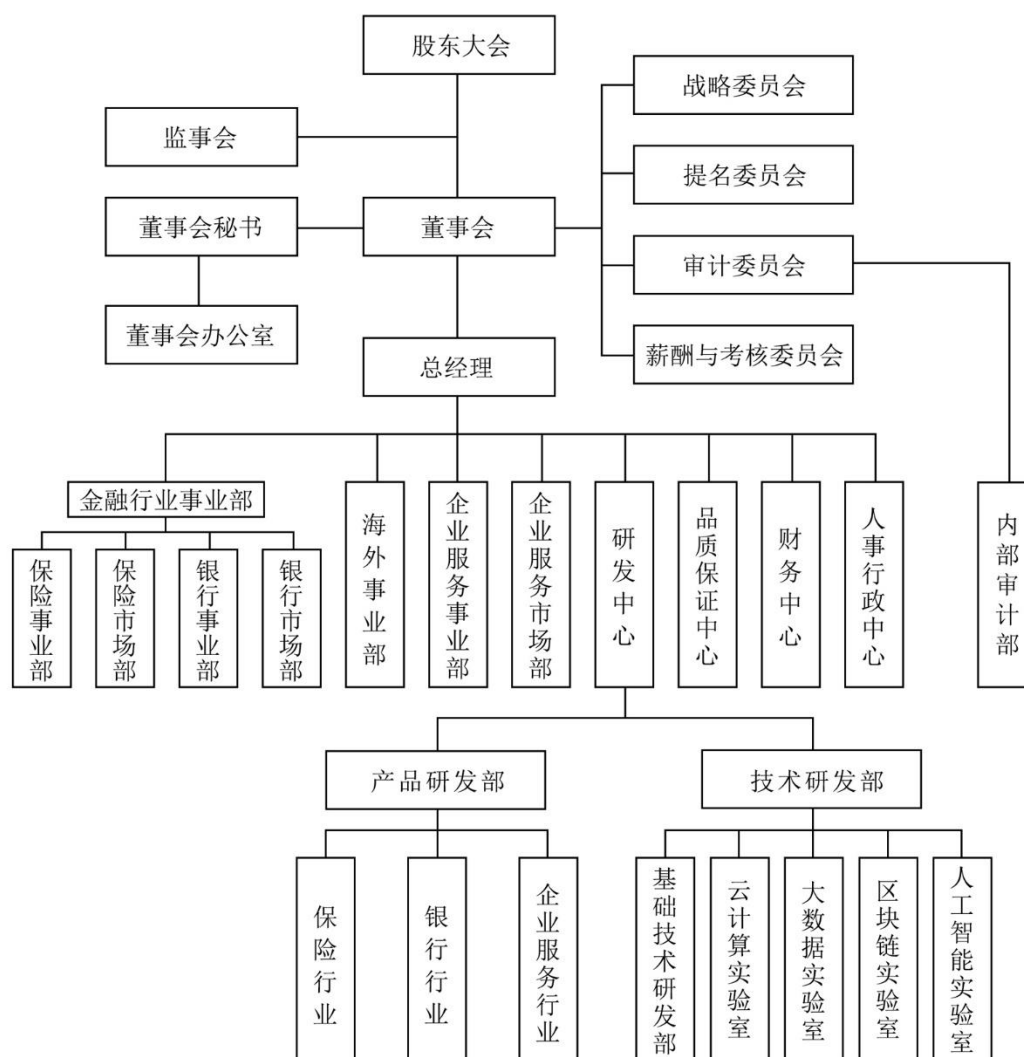 股东大会
战略委员会
监事会
提名委员会
董事会秘书
董事会
审计委员会
董事会办公室
薪酬与考核委员会
总经理
金融行业事业部
保险事业部
保险市场部
银行事业部
银行市场部
海外事业部
企业服务事业部
企业服务市场部
研发中心
品质保证中心
财务中心
人事行政中心
内部审计部
产品研发部
技术研发部
保险行业
银行行业
企业服务行业
基础技术研发部
云计算实验室
大数据实验室
区块链实验室
人工智能实验室